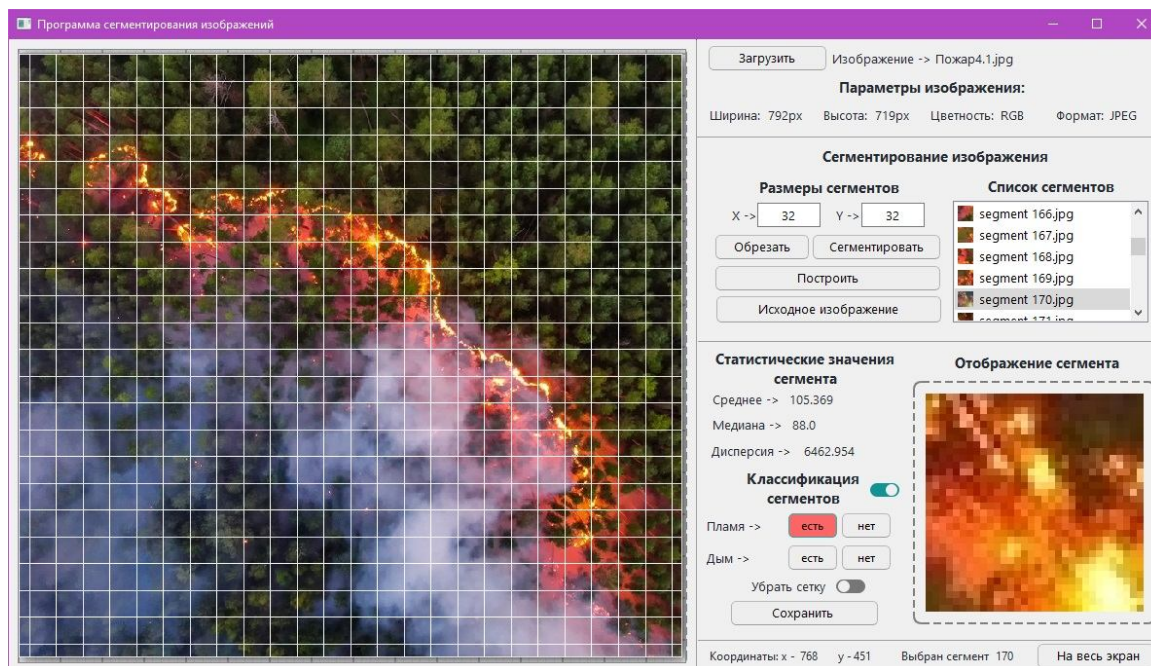 Программа сегментирования изображений
Загрузить Изображение -> Пожар4.1.jpg
Параметры изображения:
Ширина: 792px Высота: 719px Цветность: RGB Формат: JPEG
Сегментирование изображения
Размеры сегментов
X -> 32 Y -> 32
Обрезать Сегментировать
Построить
Исходное изображение
Список сегментов
segment 166.jpg
segment 167.jpg
segment 168.jpg
segment 169.jpg
segment 170.jpg
segment 171.jpg
Статистические значения
сегмента
Среднее -> 105.369
Медиана -> 88.0
Дисперсия -> 6462.954
Классификация
сегментов
Пламя -> есть нет
Дым -> есть нет
Убрать сетку
Сохранить
Отображение сегмента
Координаты: x - 768 y - 451 Выбран сегмент 170 На весь экран